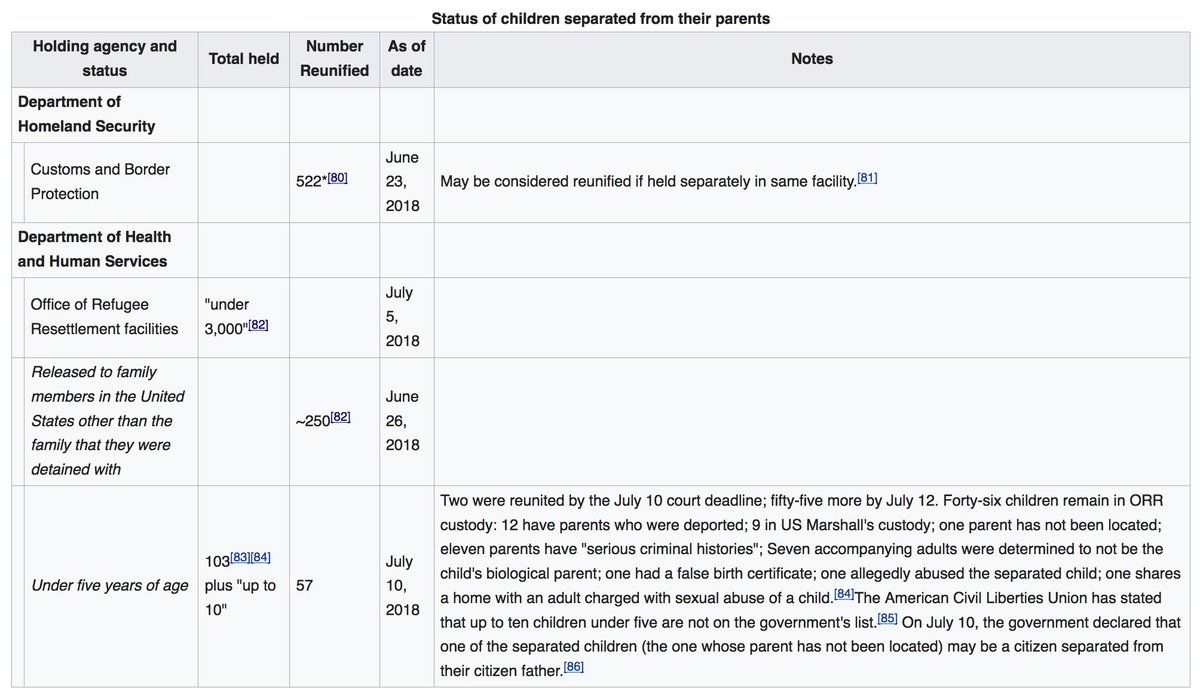 Status of children separated from their parents
Holding agency and
status
Total held
Number
Reunified
As of
date
Notes
Department of
Homeland Security
Customs and Border
Protection
522*[80]
June
23,
2018
May be considered reunified if held separately in same facility.[81]
Department of Health
and Human Services
Office of Refugee
Resettlement facilities
"under
3,000"[82]
July
5,
2018
Released to family
members in the United
States other than the
family that they were
detained with
~250[82]
June
26,
2018
Under five years of age
103[83][84]
plus "up to
10"
57
July
10,
2018
Two were reunited by the July 10 court deadline; fifty-five more by July 12. Forty-six children remain in ORR
custody: 12 have parents who were deported; 9 in US Marshall's custody; one parent has not been located;
eleven parents have "serious criminal histories"; Seven accompanying adults were determined to not be the
child's biological parent; one had a false birth certificate; one allegedly abused the separated child; one shares
a home with an adult charged with sexual abuse of a child.[84]The American Civil Liberties Union has stated
that up to ten children under five are not on the government's list.[85] On July 10, the government declared that
one of the separated children (the one whose parent has not been located) may be a citizen separated from
their citizen father.[86]